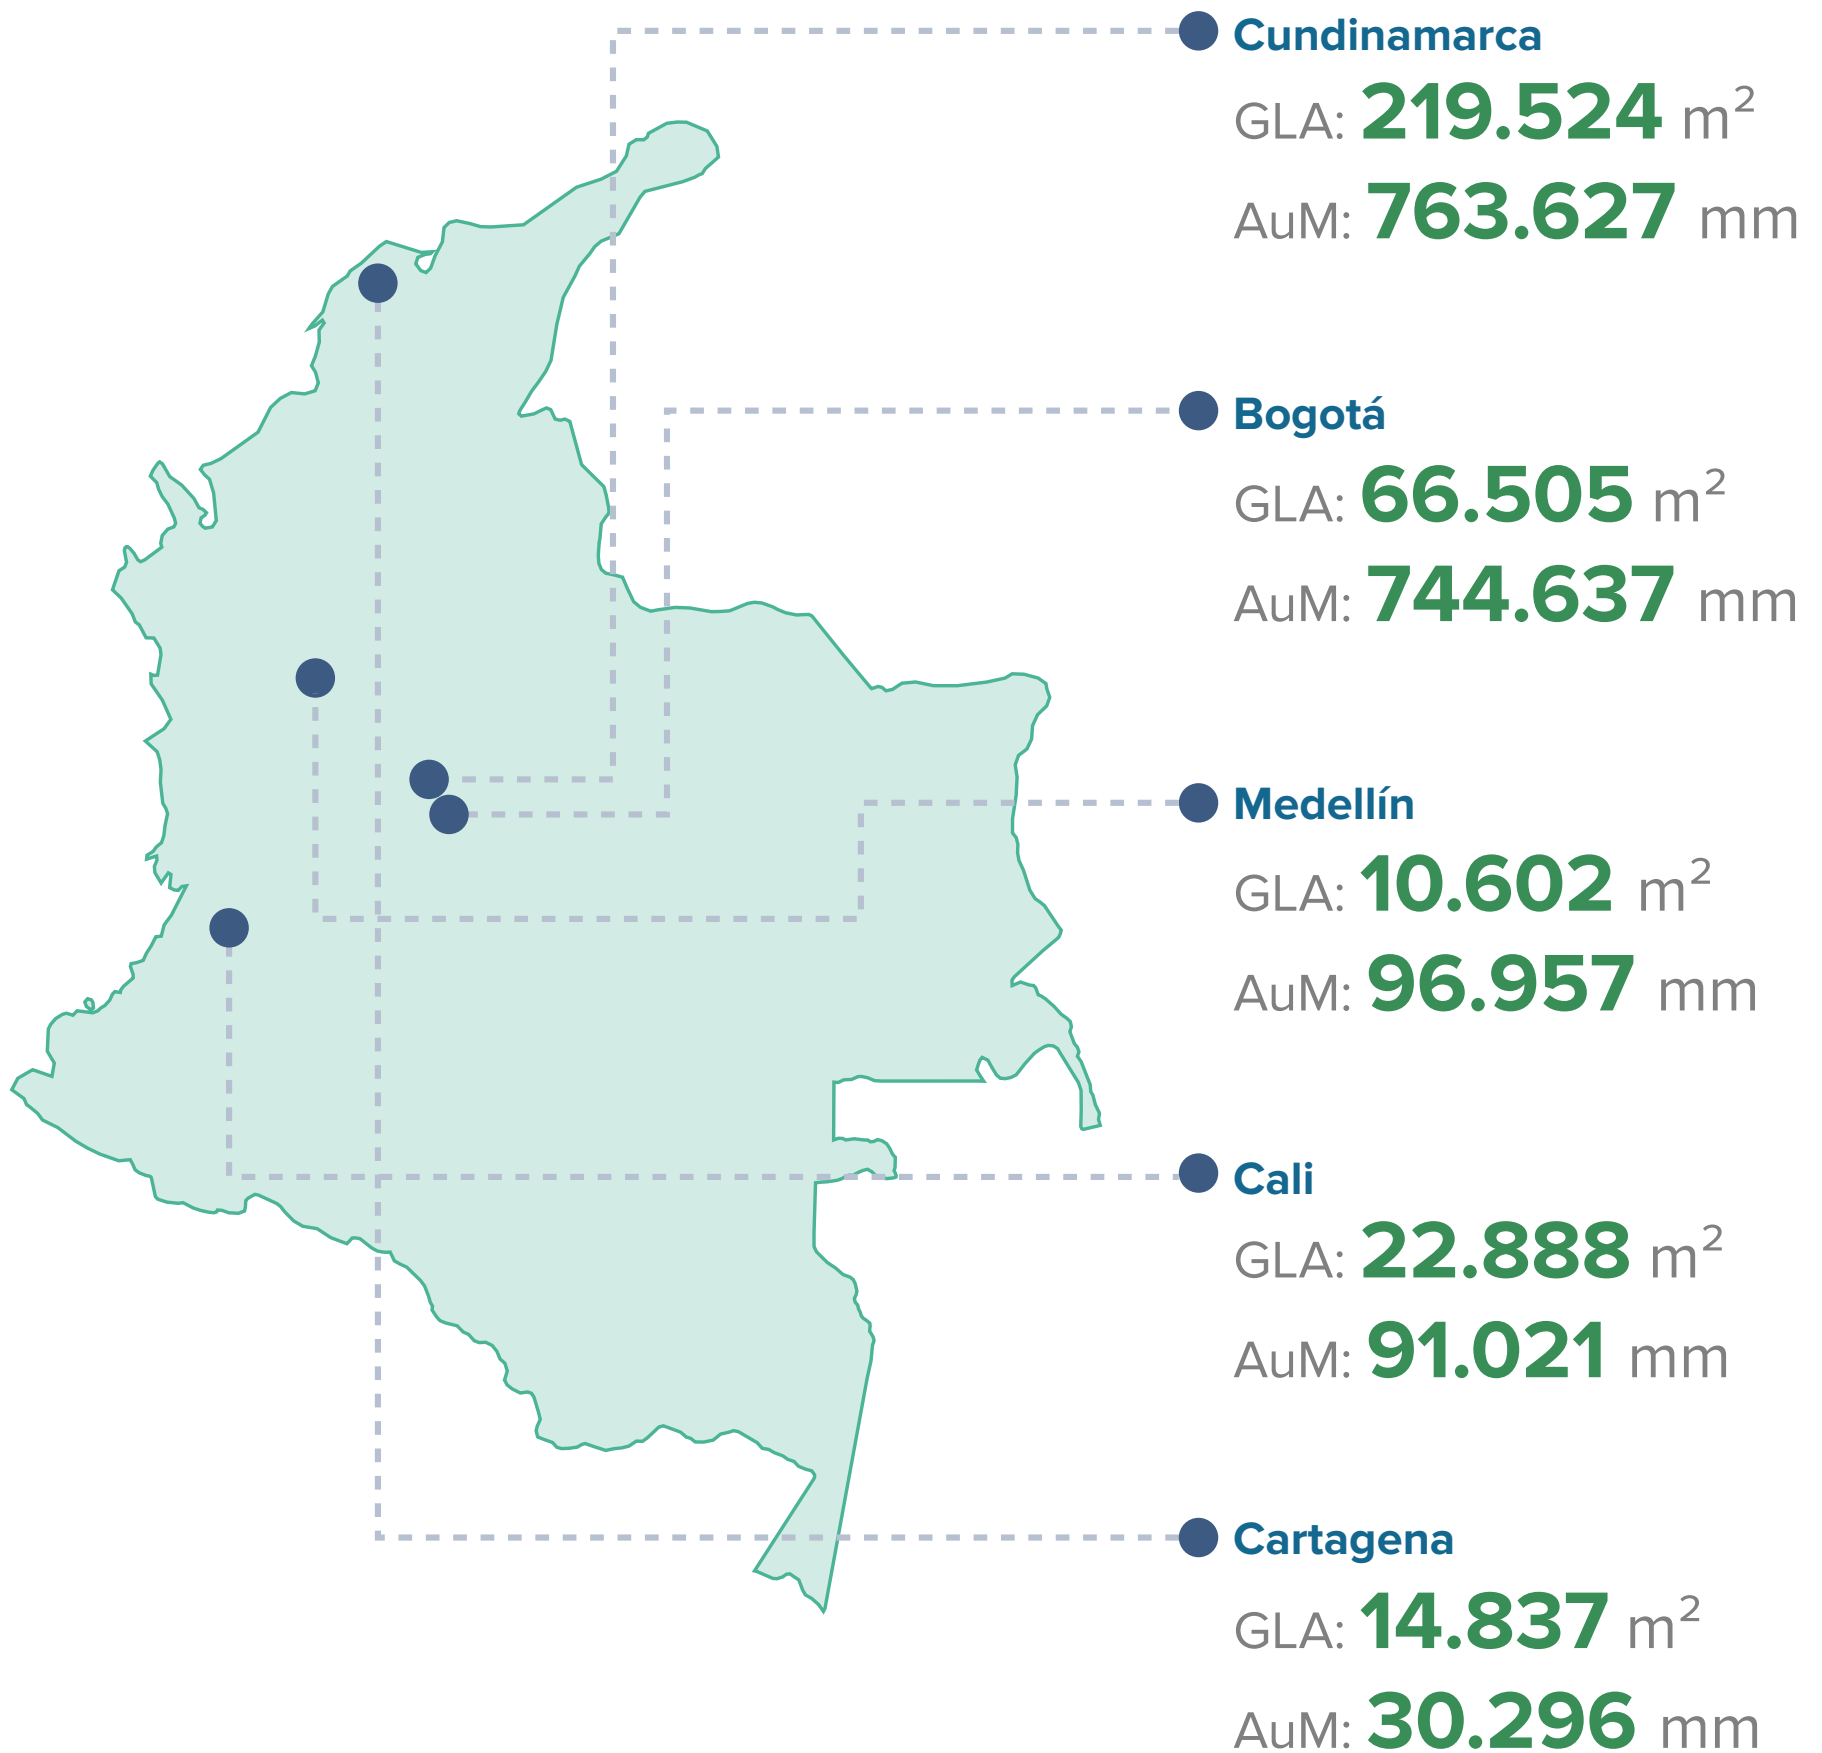 Cundinamarca
GLA: 219.524 m²
AuM: 763.627 mm
Bogotá
GLA: 66.505 m²
AuM: 744.637 mm
Medellín
GLA: 10.602 m²
AuM: 96.957 mm
Cali
GLA: 22.888 m²
AuM: 91.021 mm
Cartagena
GLA: 14.837 m²
AuM: 30.296 mm